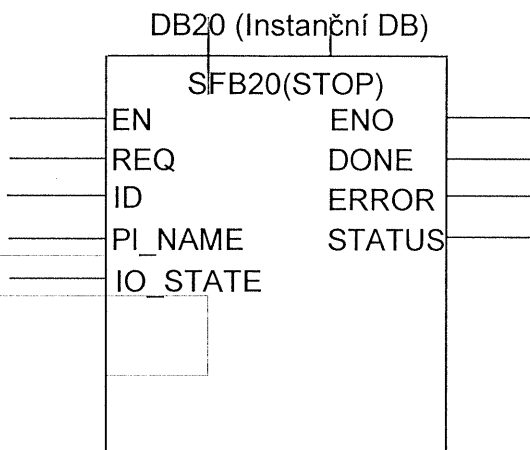 DB20 (Instanční DB)
SFB20(STOP)
EN ENO
REQ DONE
ID ERROR
PI_NAME STATUS
IO_STATE